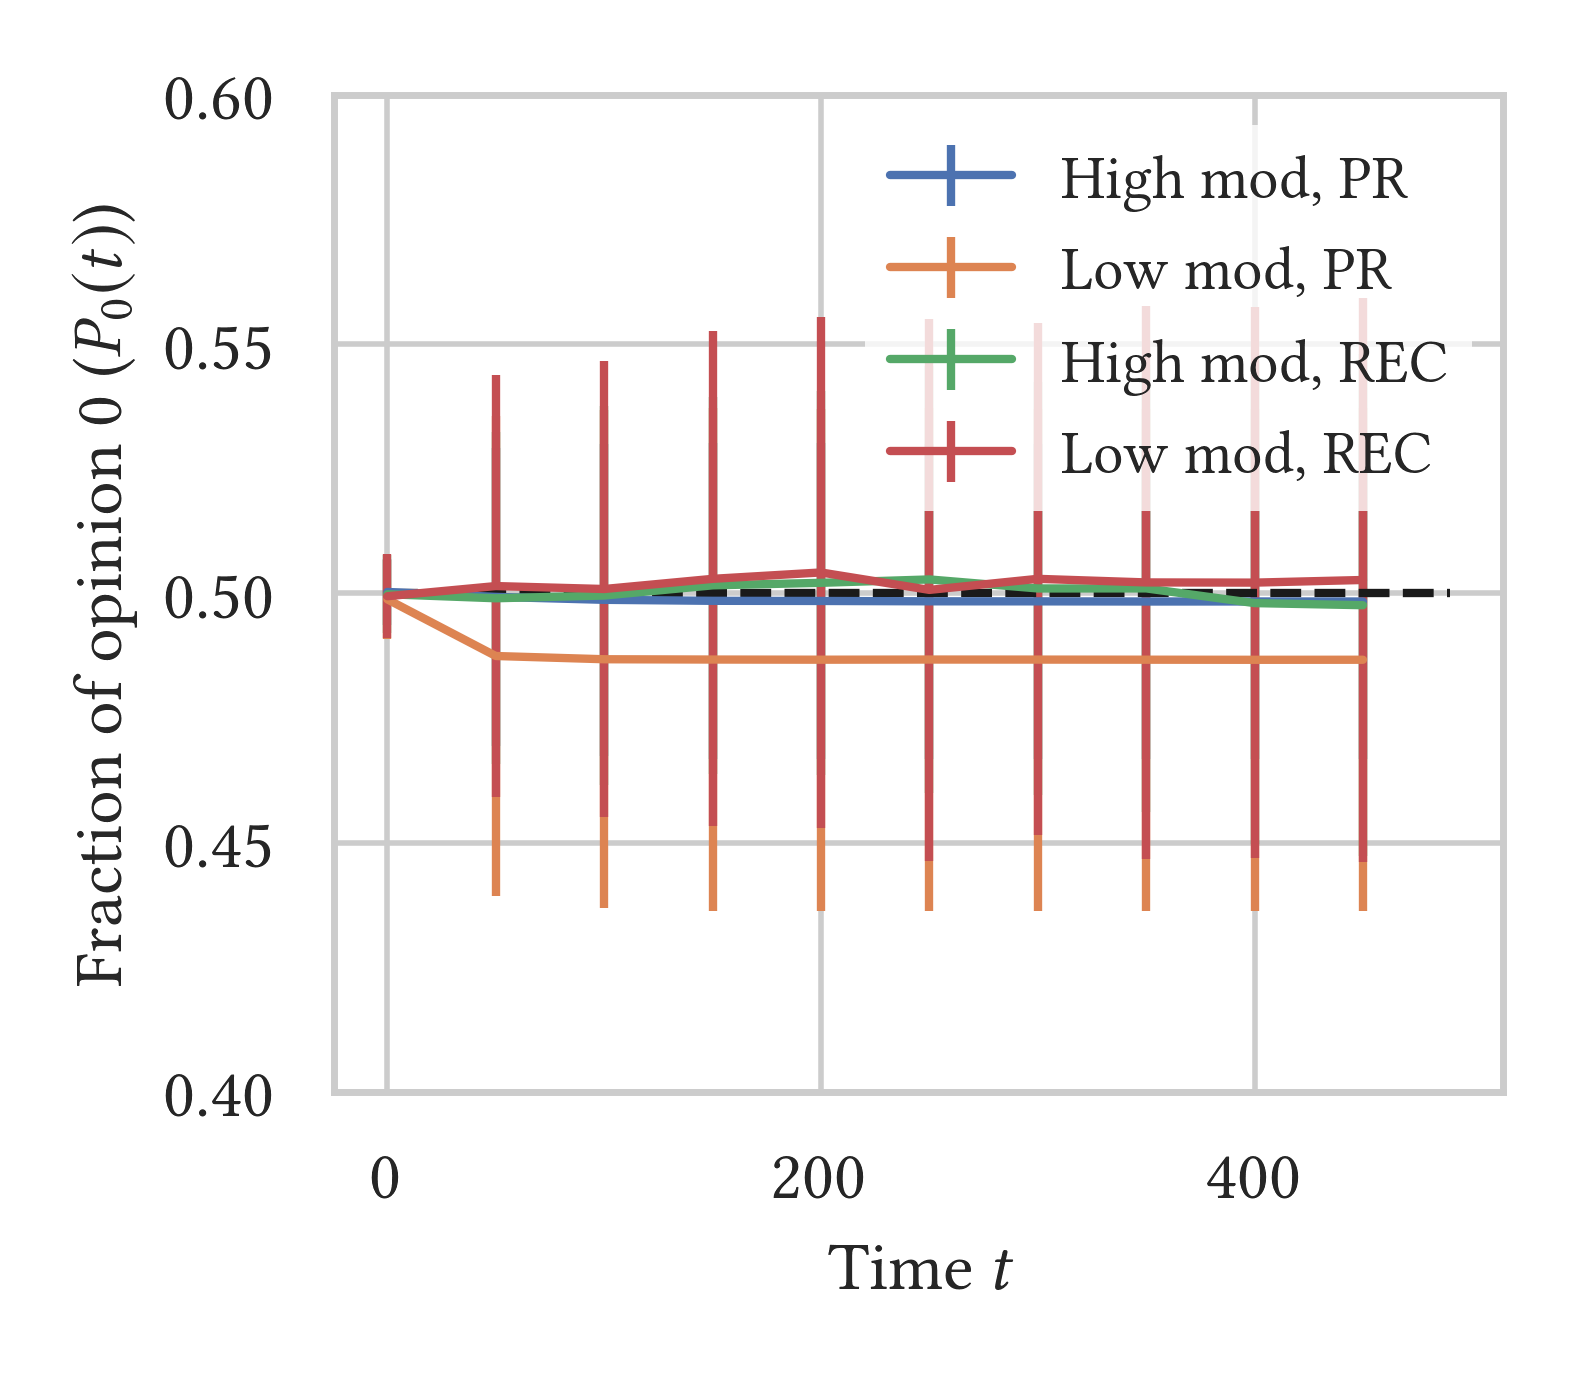 Fraction of opinion 0 (P₀(t))
0.60
0.55
0.50
0.45
0.40
High mod, PR
Low mod, PR
High mod, REC
Low mod, REC
0 200 400
Time t